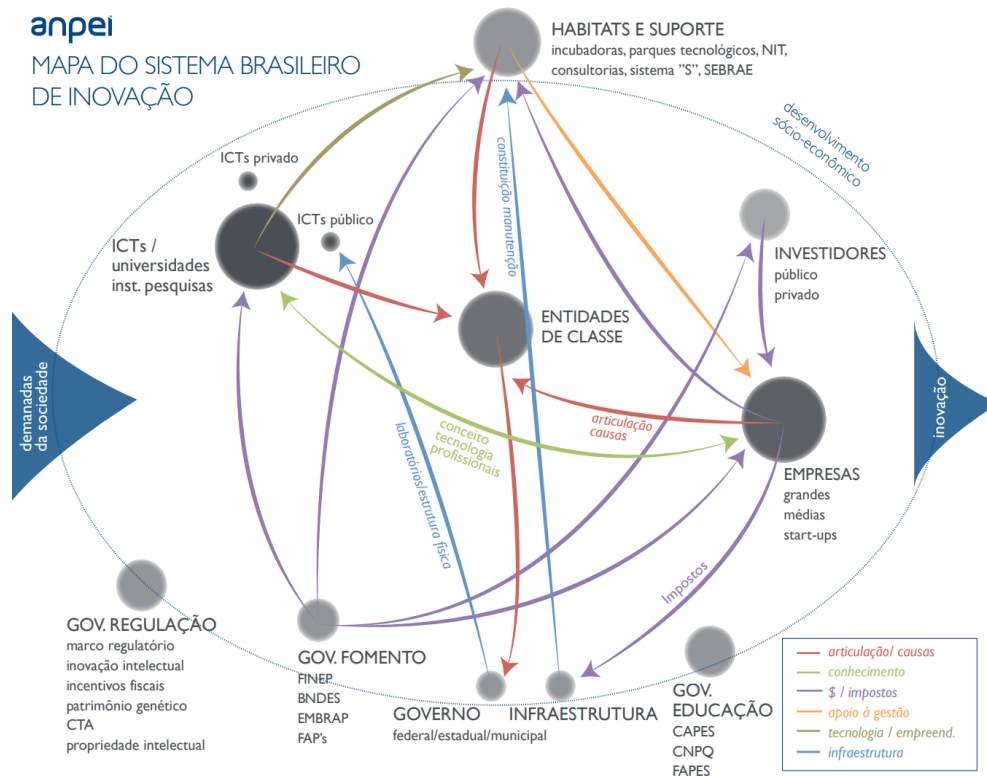 anpei
MAPA DO SISTEMA BRASILEIRO
DE INOVAÇÃO
HABITATS E SUPORTE
incubadoras, parques tecnológicos, NIT,
consultorias, sistema "S", SEBRAE
desenvolvimento
sócio-econômico
ICTs privado
ICTs público
ICTs /
universidades
inst. pesquisas
constituição manutenção
INVESTIDORES
público
privado
ENTIDADES
DE CLASSE
demanadas
da sociedade
inovação
articulação
causas
conceito
tecnologia
profissionais
laboratórios/estrutura física
EMPRESAS
grandes
médias
start-ups
Impostos
GOV. REGULAÇÃO
marco regulatório
inovação intelectual
incentivos fiscais
patrimônio genético
CTA
propriedade intelectual
GOV. FOMENTO
FINEP
BNDES
EMBRAP
FAP's
GOVERNO
federal/estadual/municipal
INFRAESTRUTURA
GOV.
EDUCAÇÃO
CAPES
CNPQ
FAPES
articulação/ causas
conhecimento
$ / impostos
apoio à gestão
tecnologia / empreend.
infraestrutura